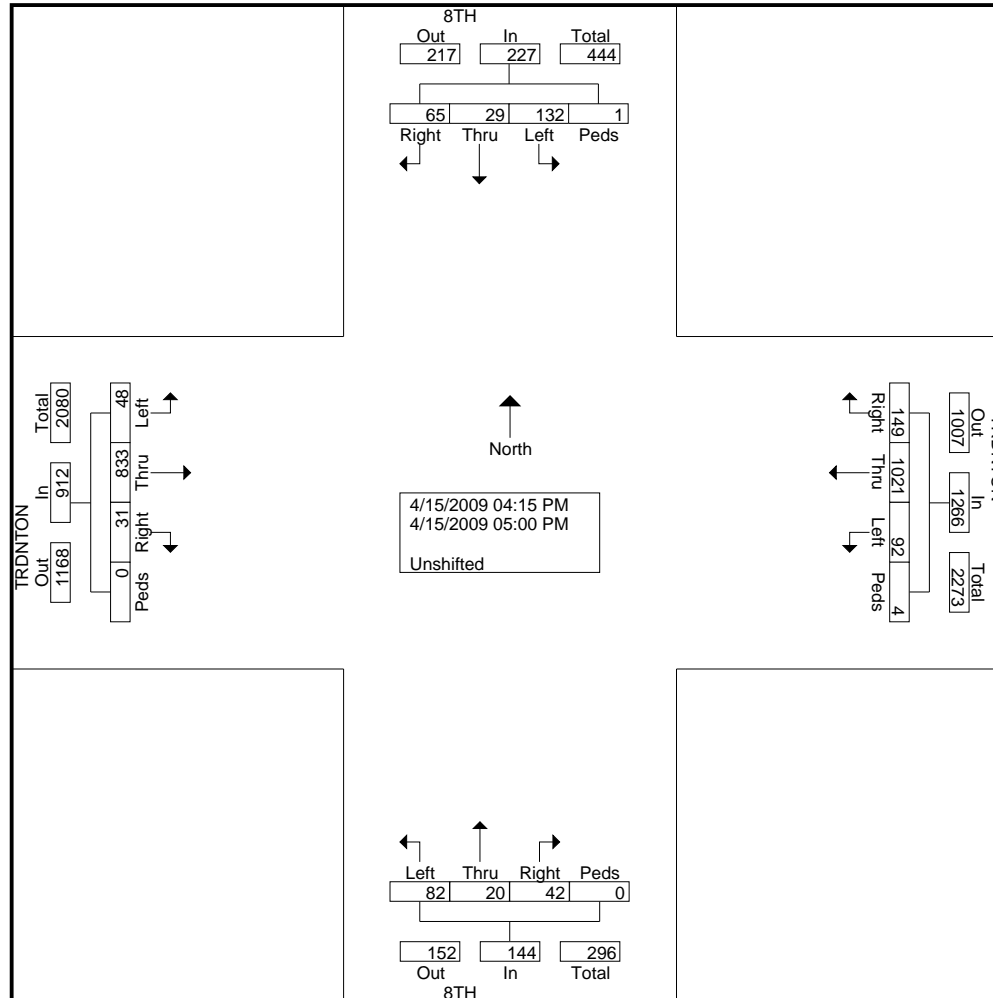 8TH
Out In Total
217 227 444
65 29 132 1
Right Thru Left Peds
TRDNTON
Total In Out
2080 912 1168
48 833 31 0
Left Thru Right Peds
North
4/15/2009 04:15 PM
4/15/2009 05:00 PM
Unshifted
Right Thru Left Peds
149 1021 92 4
Out In Total
1007 1266 2273
Left Thru Right Peds
82 20 42 0
152 144 296
Out In Total
8TH